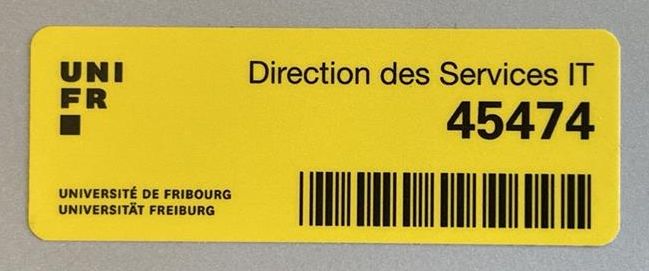 UNI
FR
Direction des Services IT
45474
UNIVERSITÉ DE FRIBOURG
UNIVERSITÄT FREIBURG